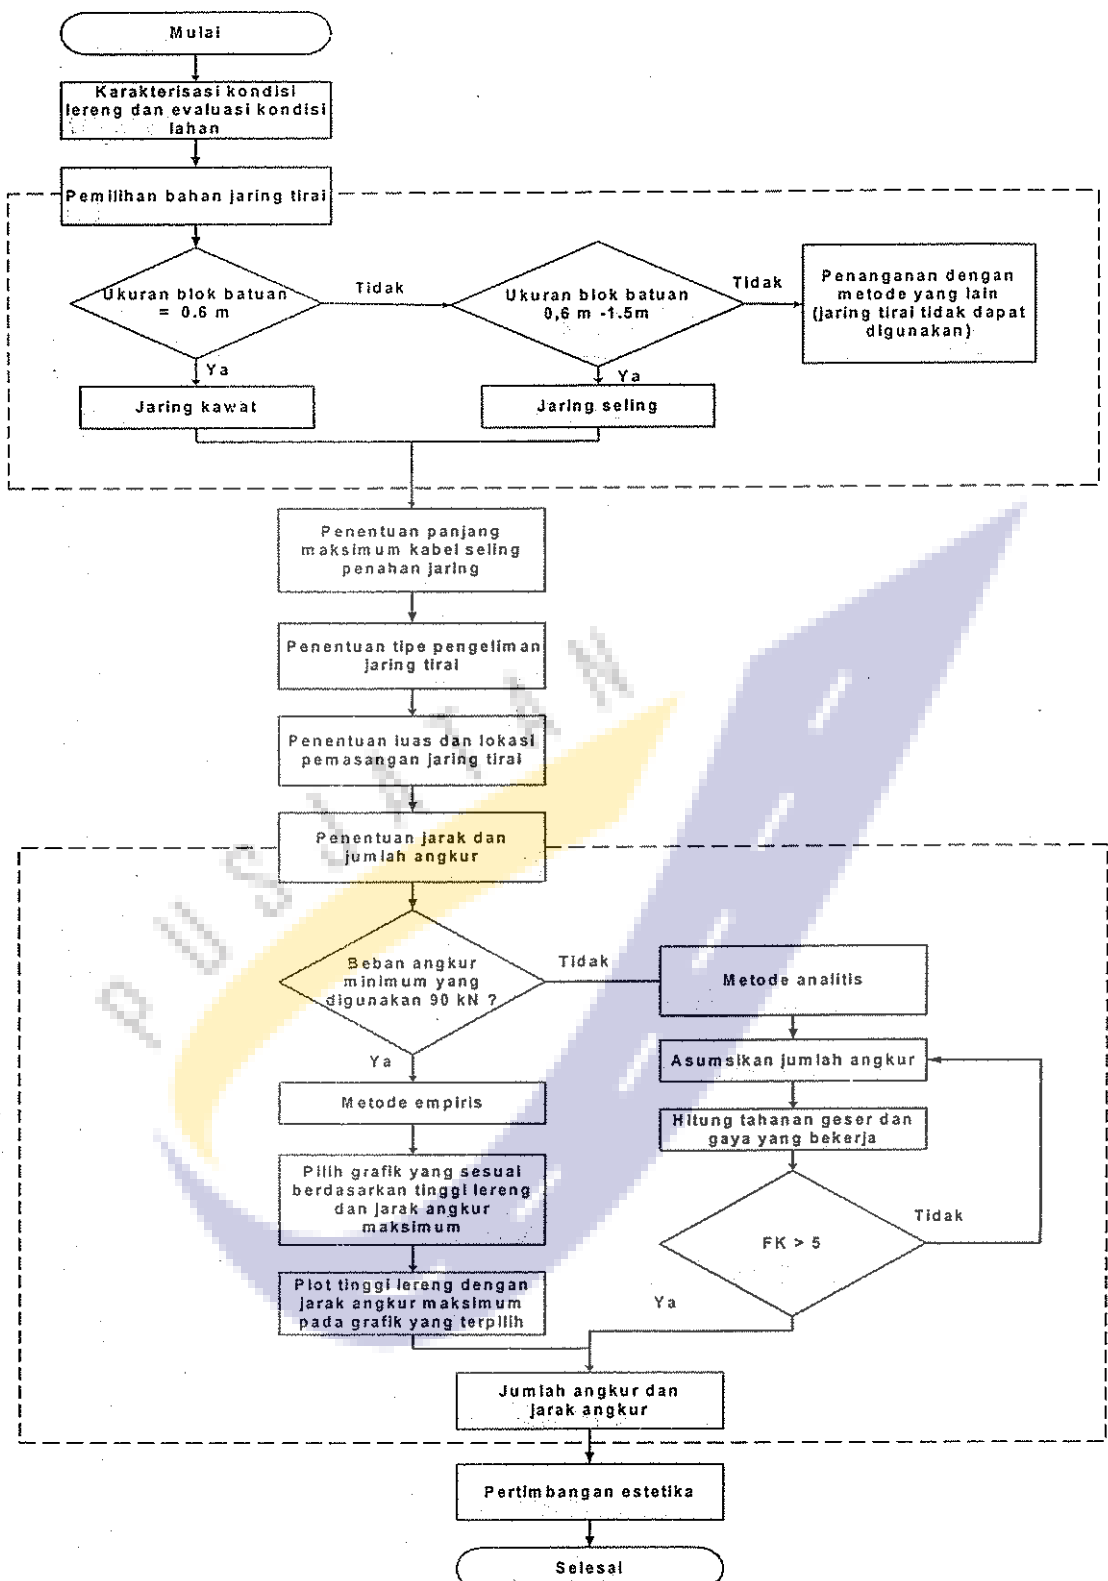 Mulai
Karakterisasi kondisi
lereng dan evaluasi kondisi
lahan
Pemilihan bahan jaring tirai
Ukuran blok batuan
= 0.6 m
Tidak
Ukuran blok batuan
0,6 m -1.5m
Tidak
Penanganan dengan
metode yang lain
(jaring tirai tidak dapat
digunakan)
Ya
Ya
Jaring kawat
Jaring seling
Penentuan panjang
maksimum kabel seling
penahan jaring
Penentuan tipe pengeliman
jaring tirai
Penentuan luas dan lokasi
pemasangan jaring tirai
Penentuan jarak dan
jumlah angkur
Beban angkur
minimum yang
digunakan 90 kN ?
Tidak
Metode analitis
Ya
Asumsikan jumlah angkur
Metode empiris
Hitung tahanan geser dan
gaya yang bekerja
Pilih grafik yang sesuai
berdasarkan tinggi lereng
dan jarak angkur
maksimum
FK > 5
Tidak
Plot tinggi lereng dengan
jarak angkur maksimum
pada grafik yang terpilih
Ya
Jumlah angkur dan
jarak angkur
Pertimbangan estetika
Selesai
PUSJATAN